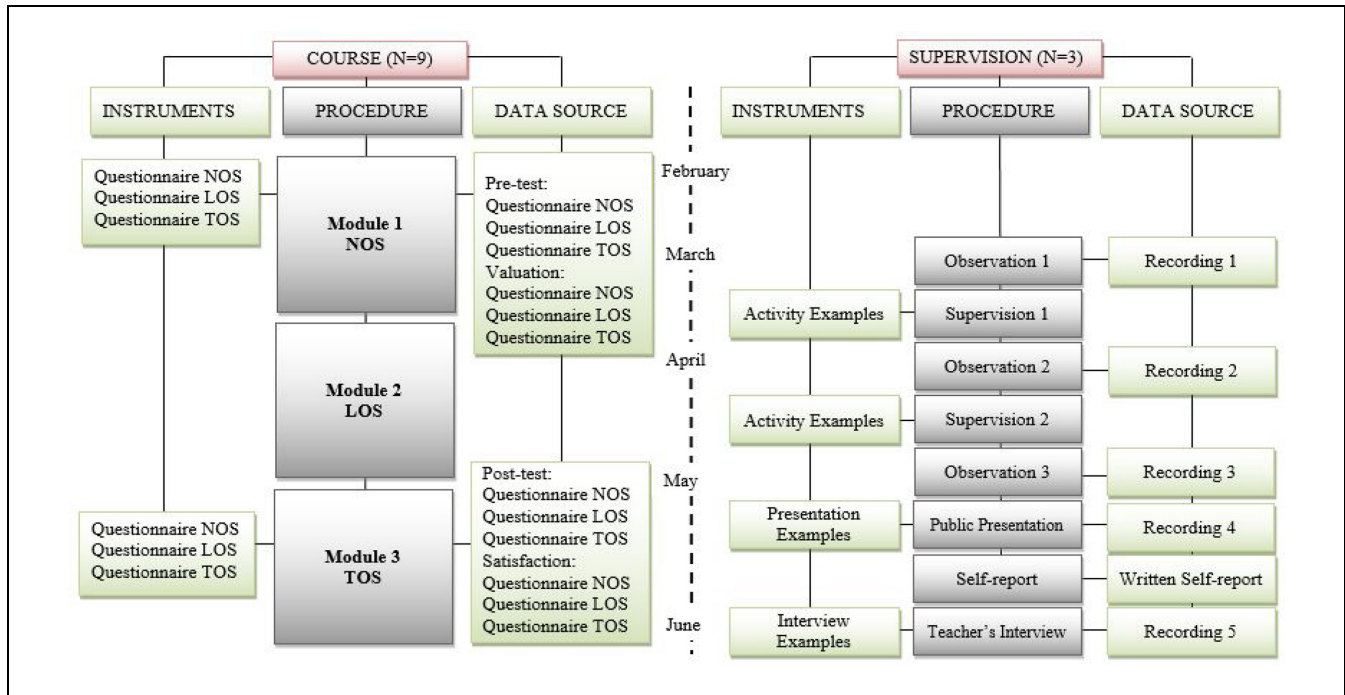 COURSE (N=9)
INSTRUMENTS
PROCEDURE
DATA SOURCE
Questionnaire NOS
Questionnaire LOS
Questionnaire TOS
Module 1
NOS
Pre-test:
Questionnaire NOS
Questionnaire LOS
Questionnaire TOS
Valuation:
Questionnaire NOS
Questionnaire LOS
Questionnaire TOS
Module 2
LOS
Questionnaire NOS
Questionnaire LOS
Questionnaire TOS
Module 3
TOS
Post-test:
Questionnaire NOS
Questionnaire LOS
Questionnaire TOS
Satisfaction:
Questionnaire NOS
Questionnaire LOS
Questionnaire TOS
February
March
April
May
June
SUPERVISION (N=3)
INSTRUMENTS
PROCEDURE
DATA SOURCE
Observation 1
Recording 1
Activity Examples
Supervision 1
Observation 2
Recording 2
Activity Examples
Supervision 2
Observation 3
Recording 3
Presentation
Examples
Public Presentation
Recording 4
Self-report
Written Self-report
Interview
Examples
Teacher's Interview
Recording 5